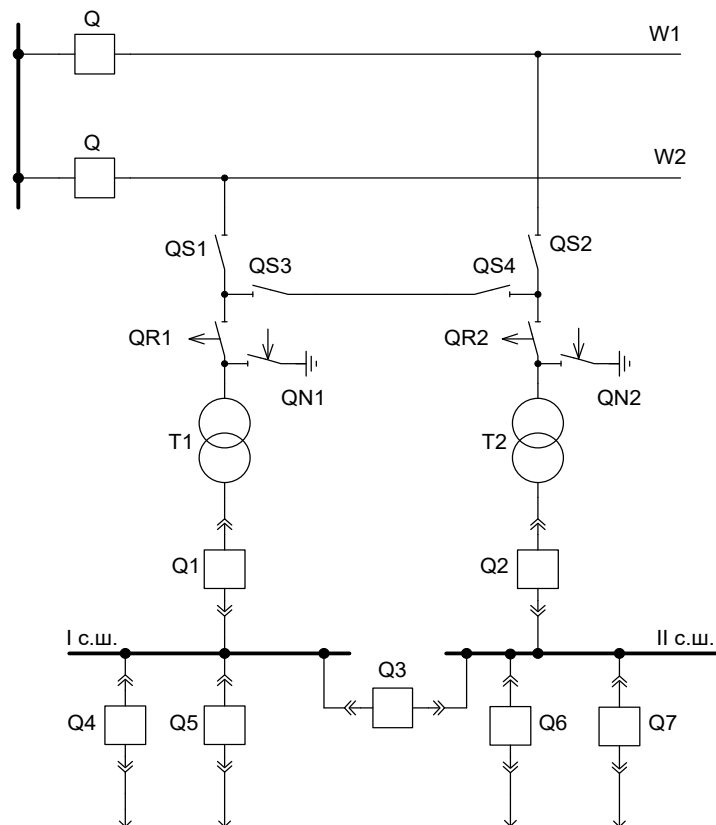 Q
W1
Q
W2
QS1
QS2
QS3
QS4
QR1
QR2
QN1
QN2
T1
T2
Q1
Q2
I с.ш.
II с.ш.
Q3
Q4
Q5
Q6
Q7